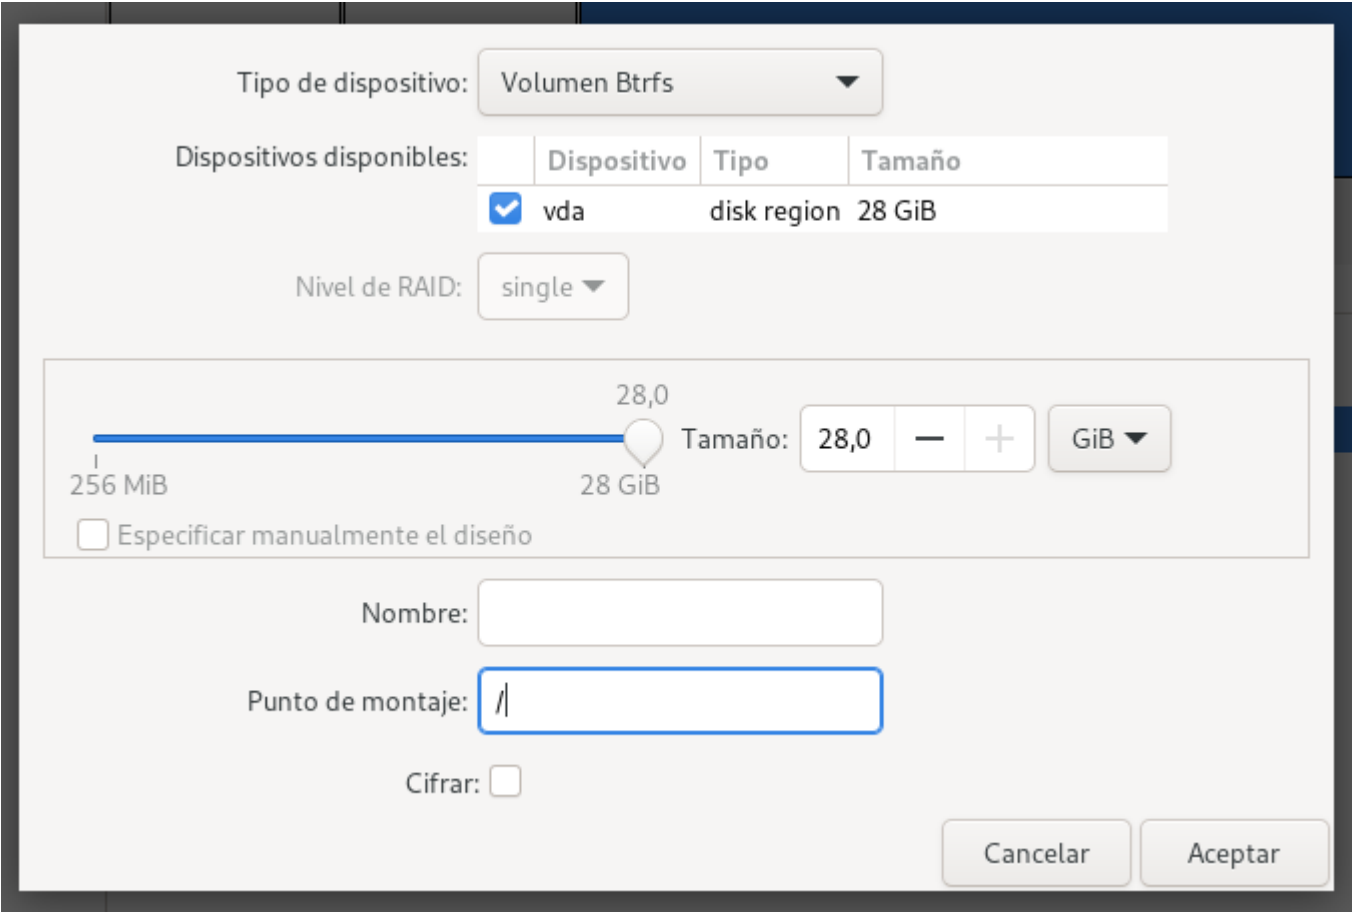 Tipo de dispositivo: Volumen Btrfs
Dispositivos disponibles: Dispositivo Tipo Tamaño
vda disk region 28 GiB
Nivel de RAID: single
28,0
Tamaño: 28,0 GiB
256 MiB 28 GiB
Especificar manualmente el diseño
Nombre:
Punto de montaje: /
Cifrar:
Cancelar Aceptar